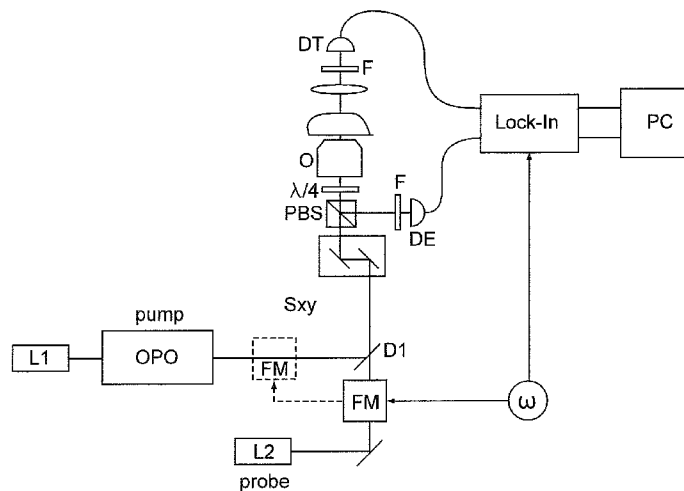 DT
F
Lock-In
PC
O
λ/4
F
PBS
DE
Sxy
pump
D1
L1
OPO
FM
FM
ω
L2
probe